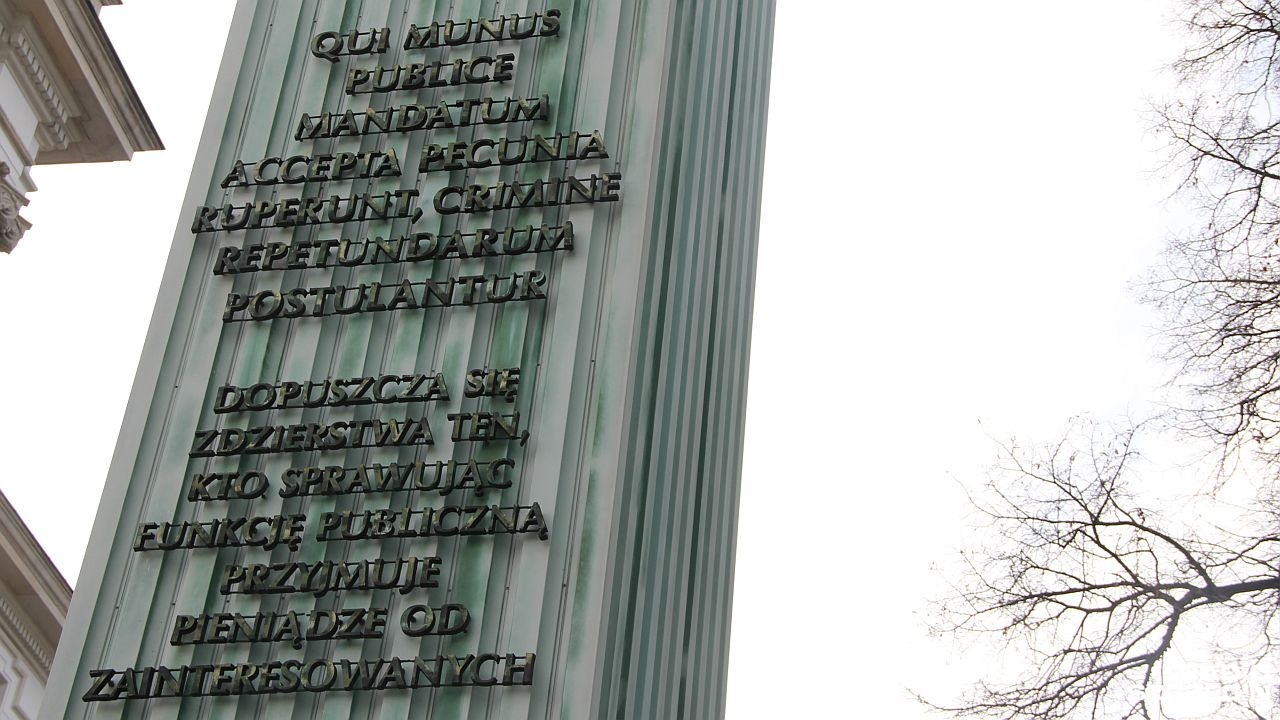 QUI MUNUS
PUBLICE
MANDATUM
ACCEPTA PECUNIA
RUPERUNT, CRIMINE
REPETUNDARUM
POSTULANTUR
DOPUSZCZA SIĘ
ZDZIERSTWA TEN,
KTO SPRAWUJĄC
FUNKCJĘ PUBLICZNĄ
PRZYJMUJE
PIENIĄDZE OD
ZAINTERESOWANYCH